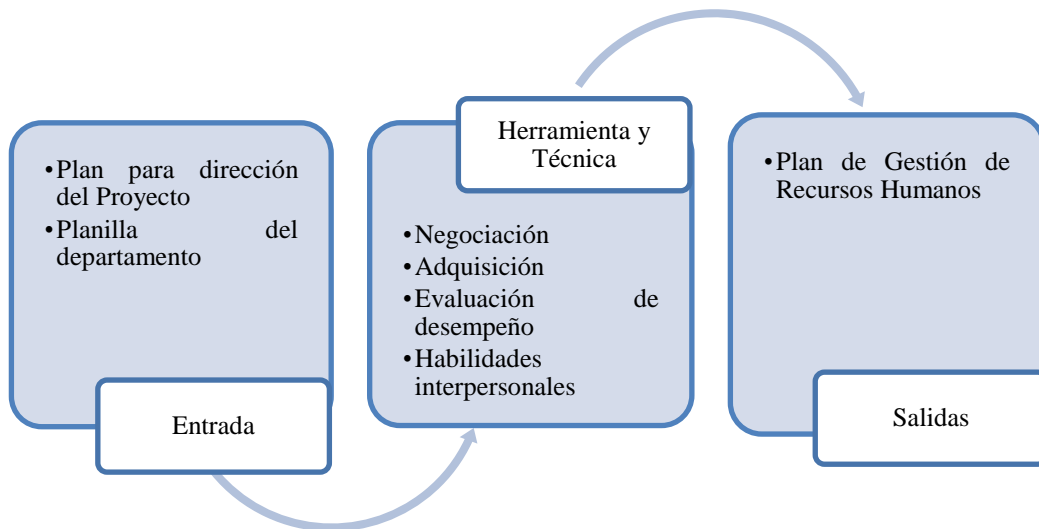 •Plan para dirección
del Proyecto
•Planilla del
departamento
Entrada
Herramienta y
Técnica
•Negociación
•Adquisición
•Evaluación de
desempeño
•Habilidades
interpersonales
•Plan de Gestión de
Recursos Humanos
Salidas